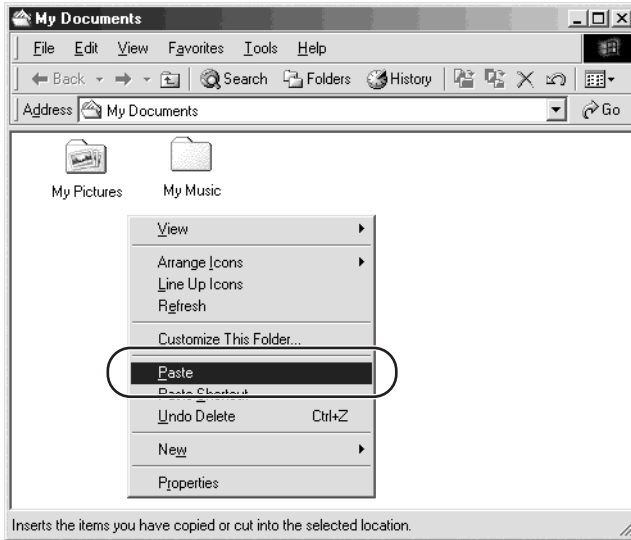 My Documents
File Edit View Favorites Tools Help
Back Search Folders History
Address My Documents Go
My Pictures My Music
View
Arrange Icons
Line Up Icons
Refresh
Customize This Folder...
Paste
Paste Shortcut
Undo Delete Ctrl+Z
New
Properties
Inserts the items you have copied or cut into the selected location.